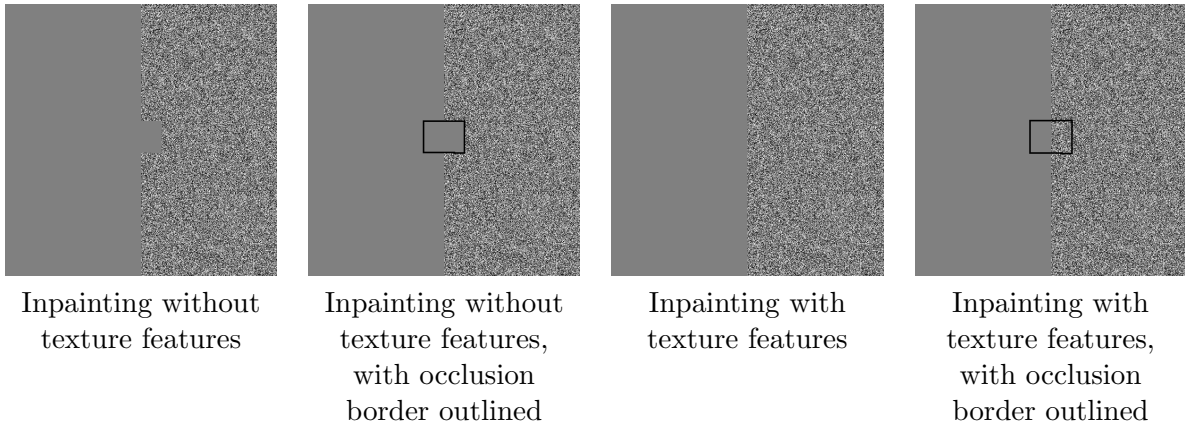 Inpainting without
texture features
Inpainting without
texture features,
with occlusion
border outlined
Inpainting with
texture features
Inpainting with
texture features,
with occlusion
border outlined